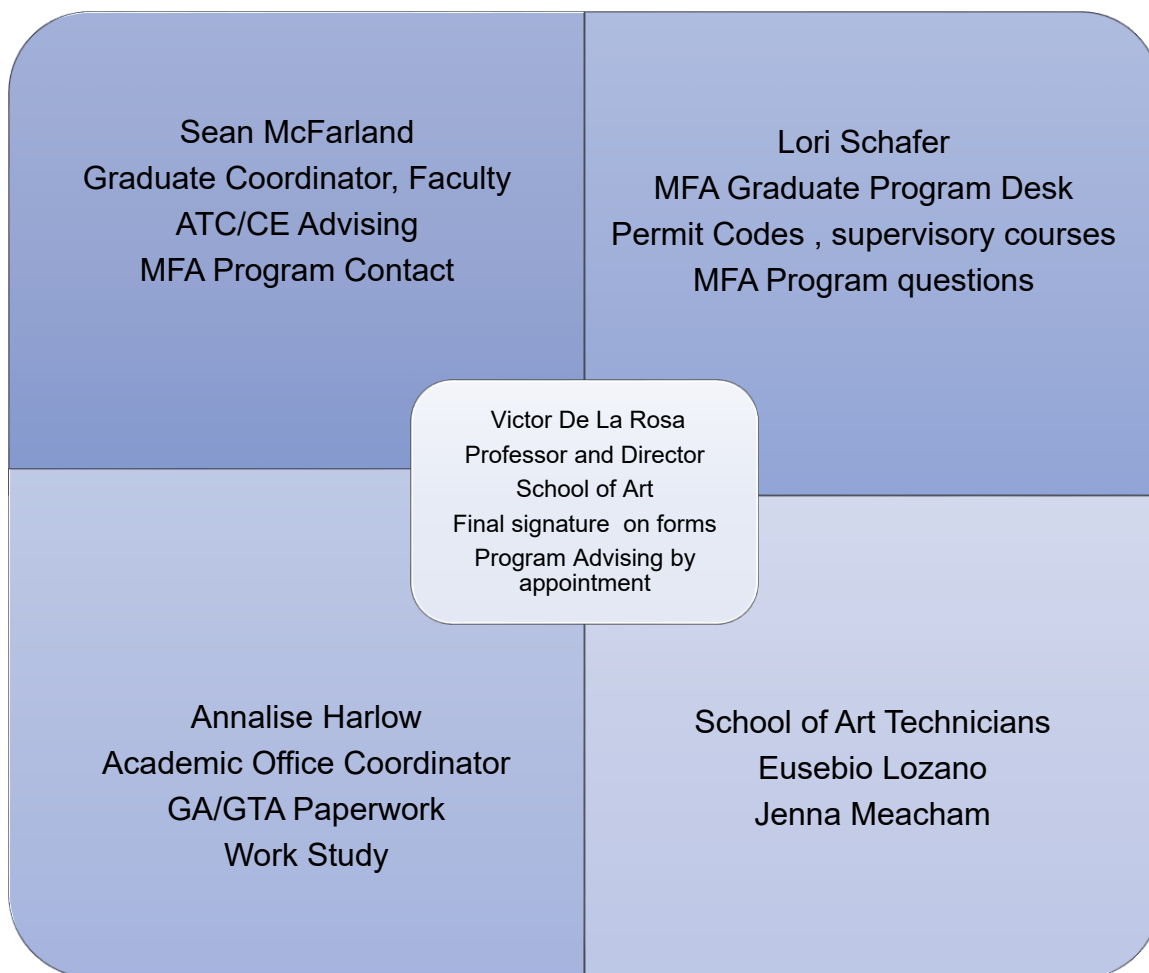 Sean McFarland
Graduate Coordinator, Faculty
ATC/CE Advising
MFA Program Contact
Lori Schafer
MFA Graduate Program Desk
Permit Codes , supervisory courses
MFA Program questions
Victor De La Rosa
Professor and Director
School of Art
Final signature  on forms
Program Advising by
appointment
Annalise Harlow
Academic Office Coordinator
GA/GTA Paperwork
Work Study
School of Art Technicians
Eusebio Lozano
Jenna Meacham